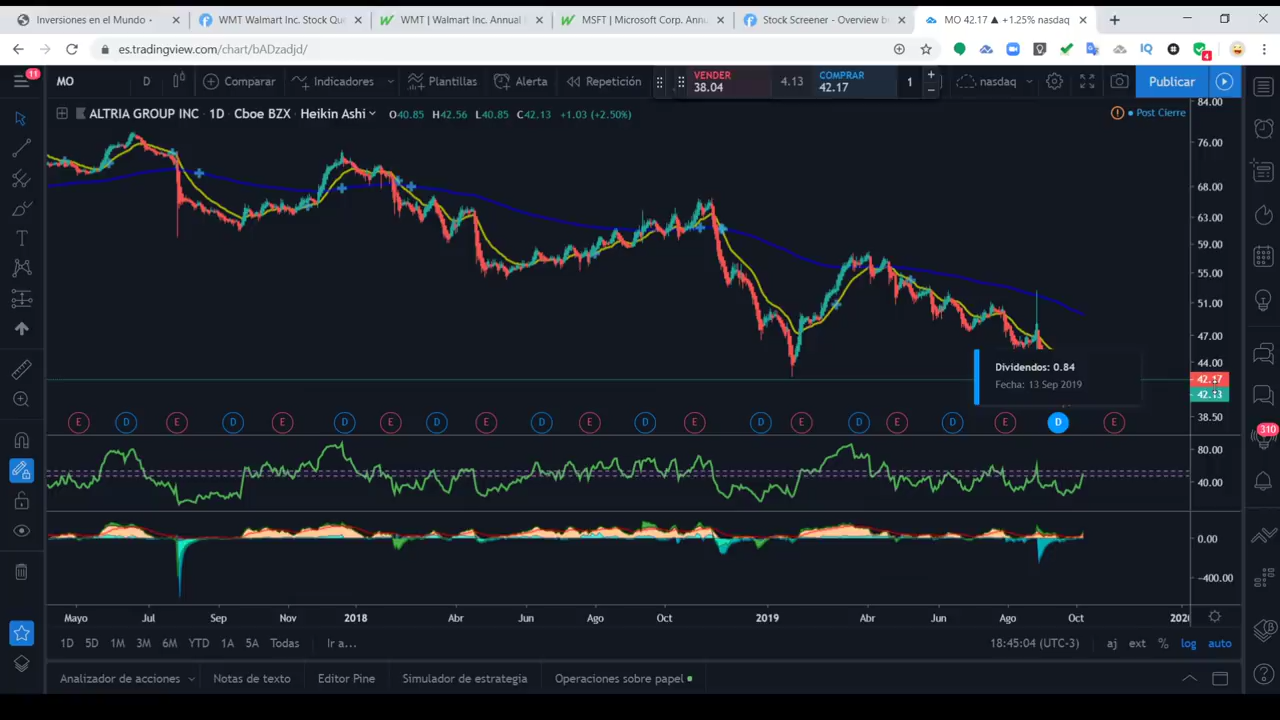 Inversiones en el Mundo -
WMT Walmart Inc. Stock Que
WMT | Walmart Inc. Annual I
MSFT | Microsoft Corp. Annu
Stock Screener - Overview b
MO 42.17 ▲ +1.25% nasdaq
es.tradingview.com/chart/bADzadjd/
IQ
4
11
MO
D
Comparar
Indicadores
Plantillas
Alerta
Repetición
VENDER
38.04
4.13
COMPRAR
42.17
1
nasdaq
Publicar
ALTRIA GROUP INC · 1D · Cboe BZX · Heikin Ashi
O40.85 H42.56 L40.85 C42.13 +1.03 (+2.50%)
Post Cierre
84.00
76.00
68.00
63.00
59.00
55.00
51.00
47.00
44.00
42.17
42.13
38.50
Dividendos: 0.84
Fecha: 13 Sep 2019
E D E D E D E D E D E D E D E D E D E D E
310
80.00
40.00
0.00
-400.00
Mayo Jul Sep Nov 2018 Abr Jun Ago Oct 2019 Abr Jun Ago Oct 2020
1D 5D 1M 3M 6M YTD 1A 5A Todas Ir a...
18:45:04 (UTC-3) aj ext % log auto
Analizador de acciones Notas de texto Editor Pine Simulador de estrategia Operaciones sobre papel